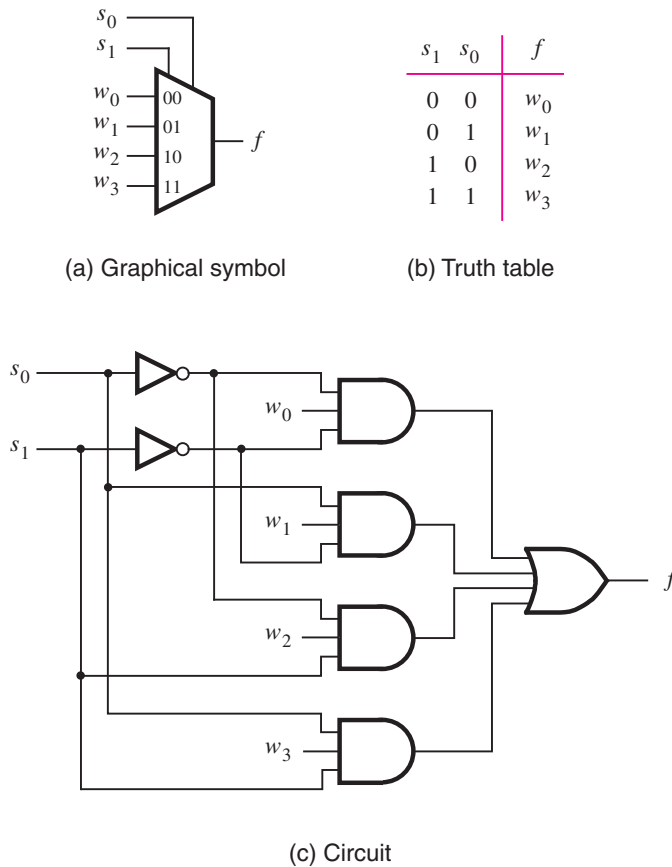 s0
s1
w0 00
w1 01
w2 10
w3 11
f
(a) Graphical symbol
s1 s0 f
0 0 w0
0 1 w1
1 0 w2
1 1 w3
(b) Truth table
s0
w0
s1
w1
w2
w3
f
(c) Circuit